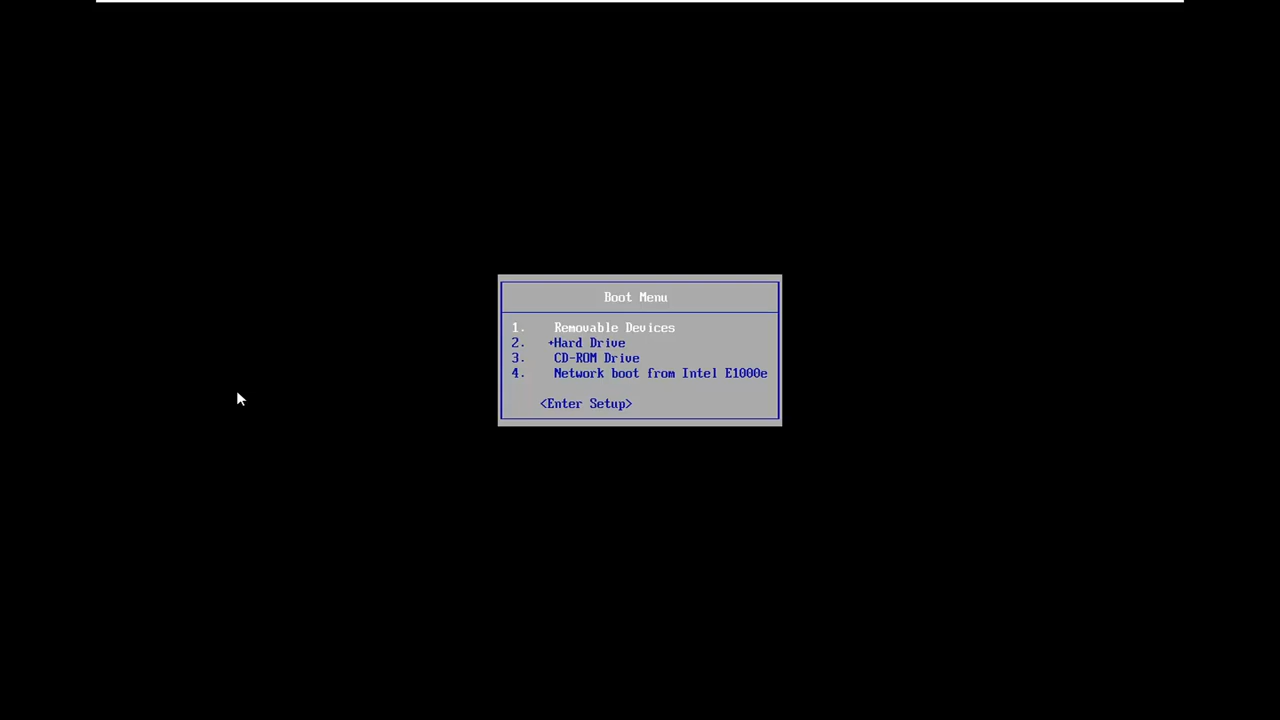 Boot Menu
1. Removable Devices
2. +Hard Drive
3. CD-ROM Drive
4. Network boot from Intel E1000e
<Enter Setup>